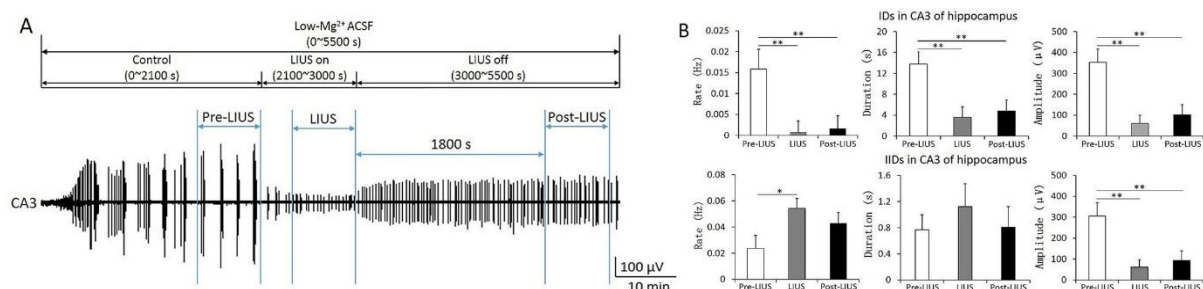 A
Low-Mg²⁺ ACSF
(0~5500 s)
Control
(0~2100 s)
LIUS on
(2100~3000 s)
LIUS off
(3000~5500 s)
Pre-LIUS
LIUS
Post-LIUS
1800 s
CA3
100 μV
10 min
B
IDs in CA3 of hippocampus
Rate (Hz)
0.025
0.02
0.015
0.01
0.005
0
**
**
Pre-LIUS LIUS Post-LIUS
Duration (s)
16
12
8
4
0
**
**
Pre-LIUS LIUS Post-LIUS
Amplitude (μV)
500
400
300
200
100
0
**
**
Pre-LIUS LIUS Post-LIUS
IIDs in CA3 of hippocampus
Rate (Hz)
0.08
0.06
0.04
0.02
0
*
Pre-LIUS LIUS Post-LIUS
Duration (s)
2
1.6
1.2
0.8
0.4
0
Pre-LIUS LIUS Post-LIUS
Amplitude (μV)
500
400
300
200
100
0
**
**
Pre-LIUS LIUS Post-LIUS